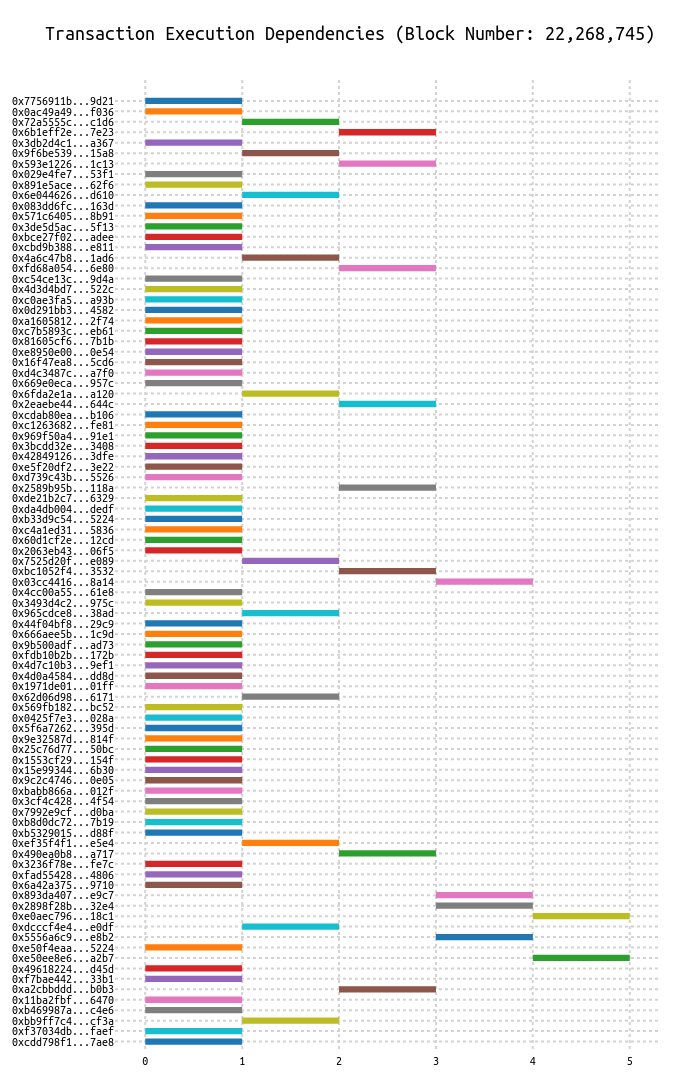 Transaction Execution Dependencies (Block Number: 22,268,745)
0x7756911b...9d21
0x0ac49a49...f036
0x72a5555c...c1d6
0x6b1eff2e...7e23
0x3db2d4c1...a367
0x9f6be539...15a8
0x593e1226...1c13
0x029e4fe7...53f1
0x891e5ace...62f6
0x6e044626...d610
0x083dd6fc...163d
0x571c6405...8b91
0x3de5d5ac...5f13
0xbce27f02...adee
0xcbd9b388...e811
0x4a6c47b8...1ad6
0xfd68a054...6e80
0xc54ce13c...9d4a
0x4d3d4bd7...522c
0xc0ae3fa5...a93b
0x0d291bb3...4582
0xa1605812...2f74
0xc7b5893c...eb61
0x81605cf6...7b1b
0xe8950e00...0e54
0x16f47ea8...5cd6
0xd4c3487c...a7f0
0x669e0eca...957c
0x6fda2e1a...a120
0x2eaebe44...644c
0xcdab80ea...b106
0xc1263682...fe81
0x969f50a4...91e1
0x3bcdd32e...3408
0x42849126...3dfe
0xe5f20df2...3e22
0xd739c43b...5526
0x2589b95b...118a
0xde21b2c7...6329
0xda4db004...dedf
0xb33d9c54...5224
0xc4a1ed31...5836
0x60d1cf2e...12cd
0x2063eb43...06f5
0x7525d20f...e089
0xbc1052f4...3532
0x03cc4416...8a14
0x4cc00a55...61e8
0x3493d4c2...975c
0x965cdce8...38ad
0x44f04bf8...29c9
0x666aee5b...1c9d
0x9b500adf...ad73
0xfdb10b2b...172b
0x4d7c10b3...9ef1
0x4d0a4584...dd8d
0x1971de01...01ff
0x62d06d98...6171
0x569fb182...bc52
0x0425f7e3...028a
0x5f6a7262...395d
0x9e32587d...814f
0x25c76d77...50bc
0x1553cf29...154f
0x15e99344...6b30
0x9c2c4746...0e05
0xbabb866a...012f
0x3cf4c428...4f54
0x7992e9cf...d0ba
0xb8d0dc72...7b19
0xb5329015...d88f
0xef35f4f1...e5e4
0x490ea0b8...a717
0x3236f78e...fe7c
0xfad55428...4806
0x6a42a375...9710
0x893da407...e9c7
0x2898f28b...32e4
0xe0aec796...18c1
0xdcccf4e4...e0df
0x5556a6c9...e8b2
0xe50f4eaa...5224
0xe50ee8e6...a2b7
0x49618224...d45d
0xf7bae442...33b1
0xa2cbbddd...b0b3
0x11ba2fbf...6470
0xb469987a...c4e6
0xbb9ff7c4...cf3a
0xf37034db...faef
0xcdd798f1...7ae8
0 1 2 3 4 5